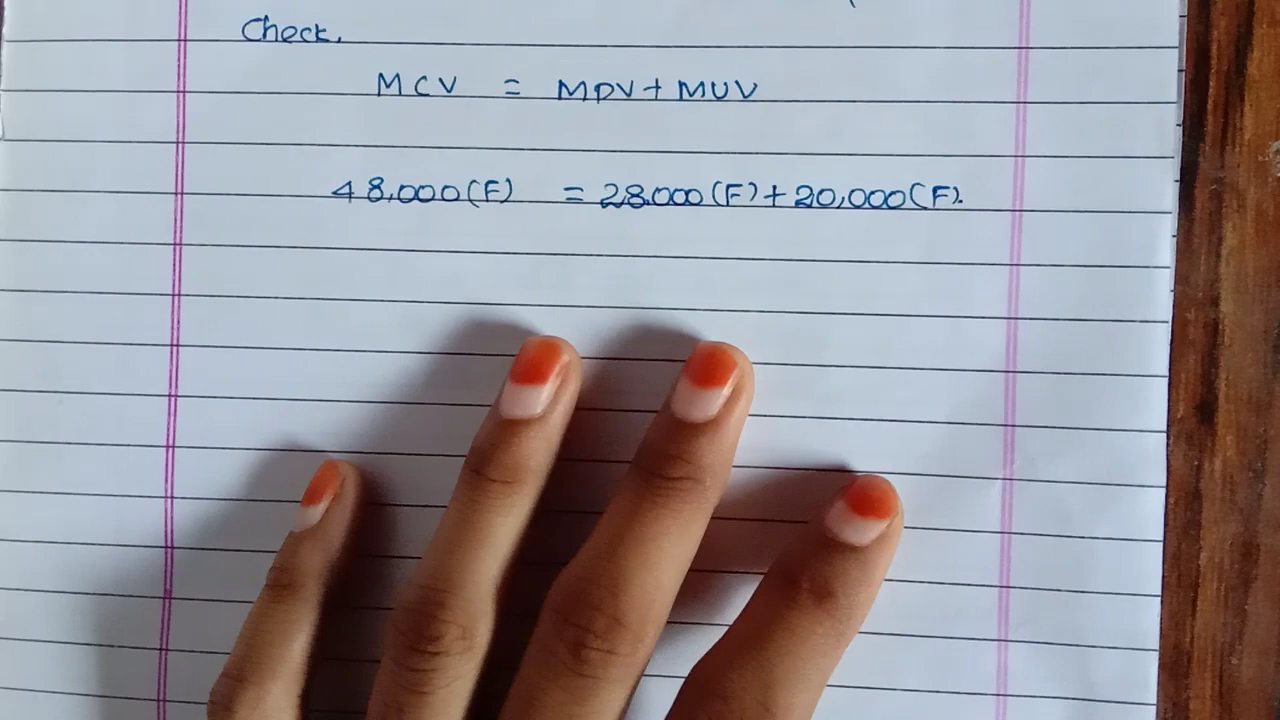 Check.
MCV = MPV + MUV
48,000 (F) = 28.000 (F) + 20,000 (F).